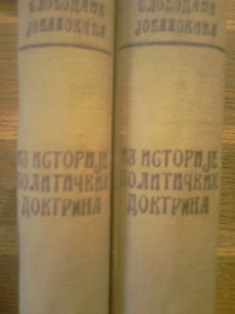 СЛОБОДАНА
ЈОВАНОВИЋА
ИЗ ИСТОРИЈЕ
ПОЛИТИЧКИХ
ДОКТРИНА
СЛОБОДАНА
ЈОВАНОВИЋА
ИЗ ИСТОРИЈЕ
ПОЛИТИЧКИХ
ДОКТРИНА